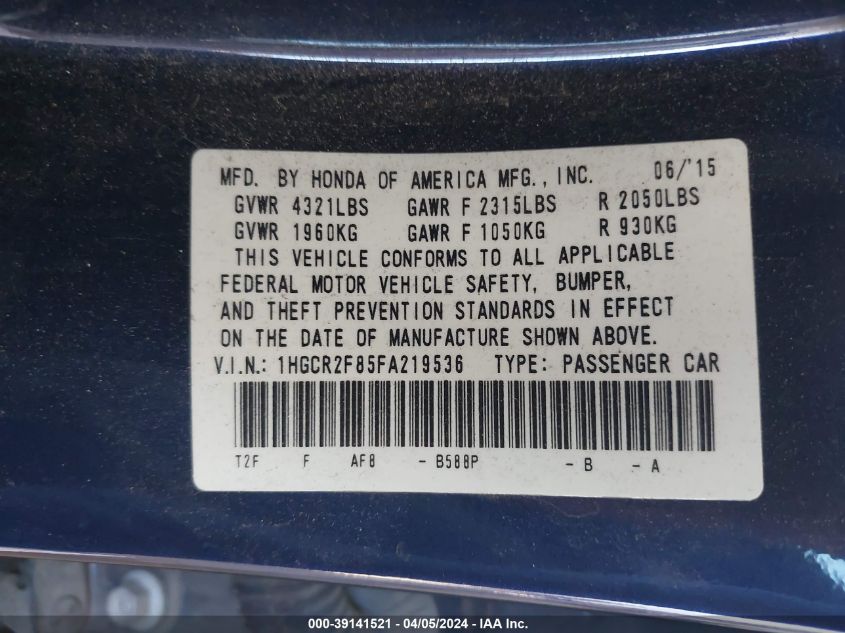 MFD. BY HONDA OF AMERICA MFG., INC. 06/'15
GVWR 4321LBS GAWR F 2315LBS R 2050LBS
GVWR 1960KG GAWR F 1050KG R 930KG
THIS VEHICLE CONFORMS TO ALL APPLICABLE
FEDERAL MOTOR VEHICLE SAFETY, BUMPER,
AND THEFT PREVENTION STANDARDS IN EFFECT
ON THE DATE OF MANUFACTURE SHOWN ABOVE.
V.I.N.: 1HGCR2F85FA219536 TYPE: PASSENGER CAR
T2F F AF8 - B588P - B - A
000-39141521 - 04/05/2024 - IAAI Inc.